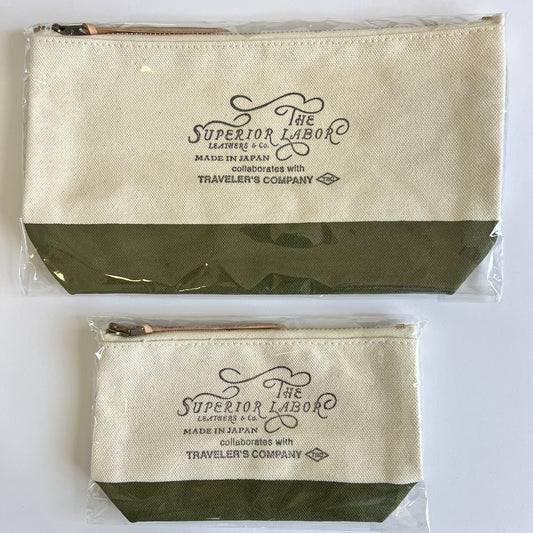 THE
SUPERIOR LABOR
LEATHERS & Co.
MADE IN JAPAN
collaborates with
TRAVELER'S COMPANY TRC
THE
SUPERIOR LABOR
LEATHERS & Co.
MADE IN JAPAN
collaborates with
TRAVELER'S COMPANY TRC